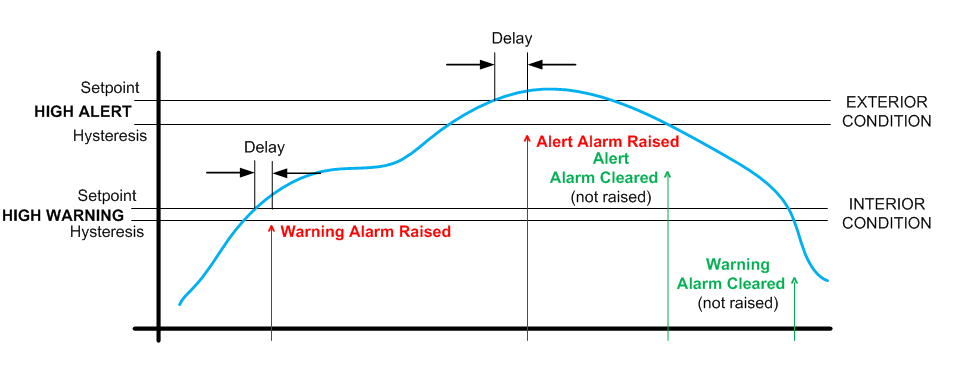 Delay
Setpoint
HIGH ALERT
Hysteresis
EXTERIOR
CONDITION
Alert Alarm Raised
Alert
Alarm Cleared
(not raised)
Delay
Setpoint
HIGH WARNING
Hysteresis
INTERIOR
CONDITION
Warning Alarm Raised
Warning
Alarm Cleared
(not raised)